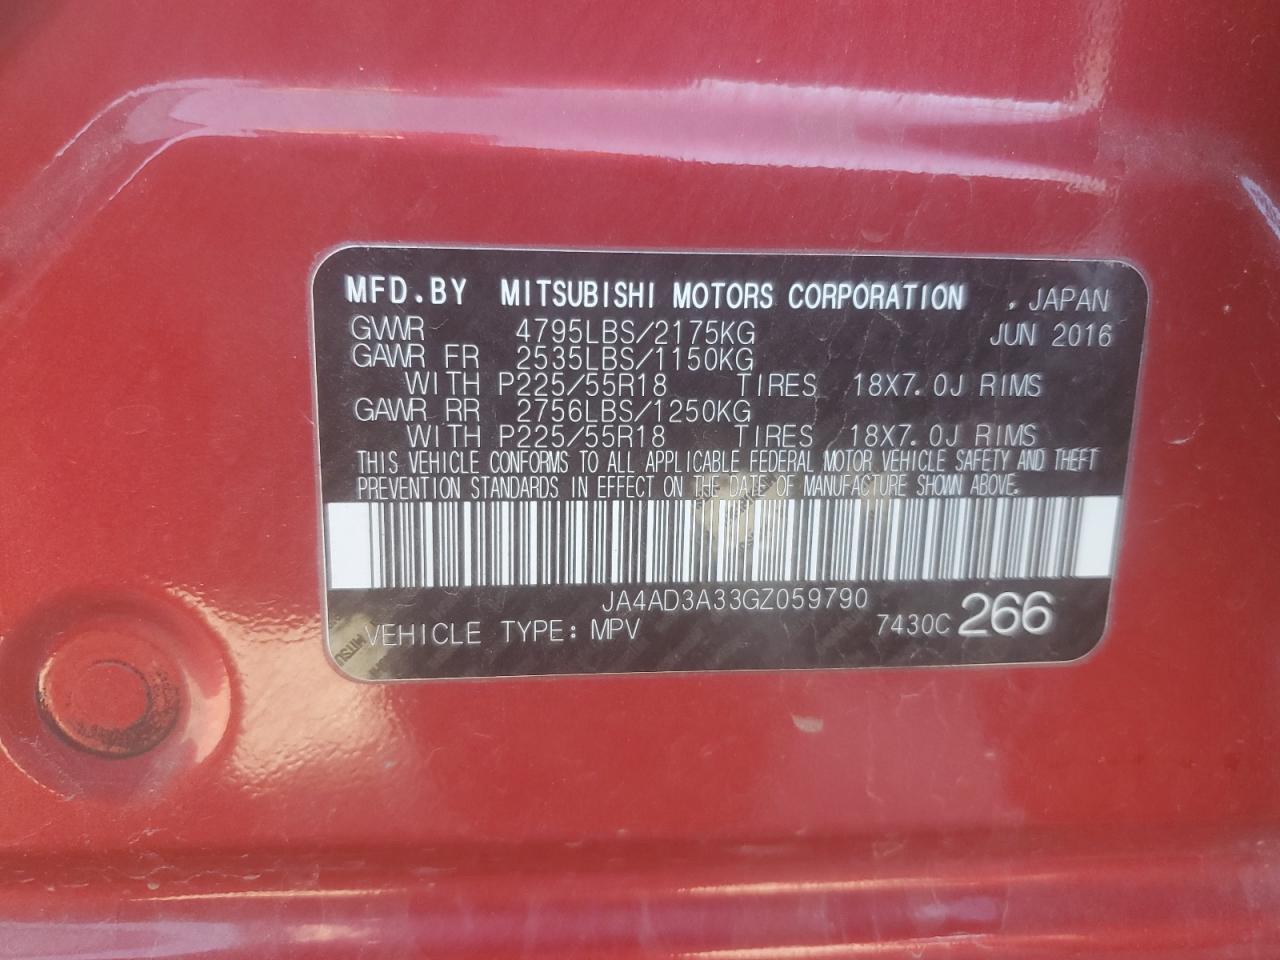 MFD.BY MITSUBISHI MOTORS CORPORATION , JAPAN
GVWR 4795LBS/2175KG JUN 2016
GAWR FR 2535LBS/1150KG
WITH P225/55R18 TIRES 18X7.0J RIMS
GAWR RR 2756LBS/1250KG
WITH P225/55R18 TIRES 18X7.0J RIMS
THIS VEHICLE CONFORMS TO ALL APPLICABLE FEDERAL MOTOR VEHICLE SAFETY AND THEFT
PREVENTION STANDARDS IN EFFECT ON THE DATE OF MANUFACTURE SHOWN ABOVE.
JA4AD3A33GZ059790
VEHICLE TYPE: MPV 7430C 266